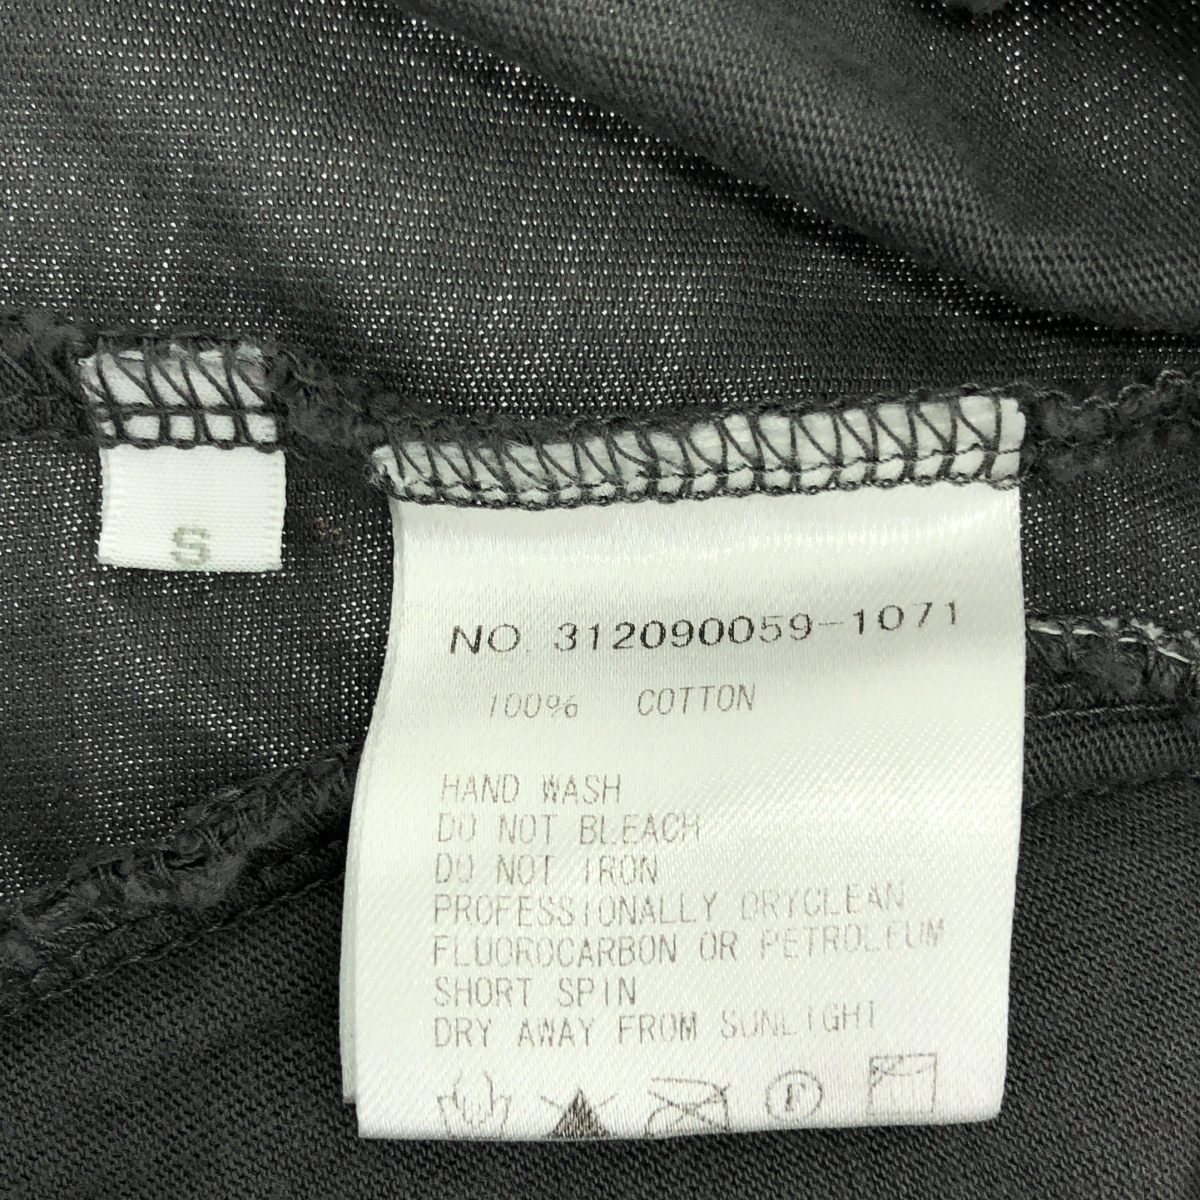 S
NO. 312090059-1071
100% COTTON
HAND WASH
DO NOT BLEACH
DO NOT IRON
PROFESSIONALLY DRYCLEAN
FLUOROCARBON OR PETROLEUM
SHORT SPIN
DRY AWAY FROM SUNLIGHT